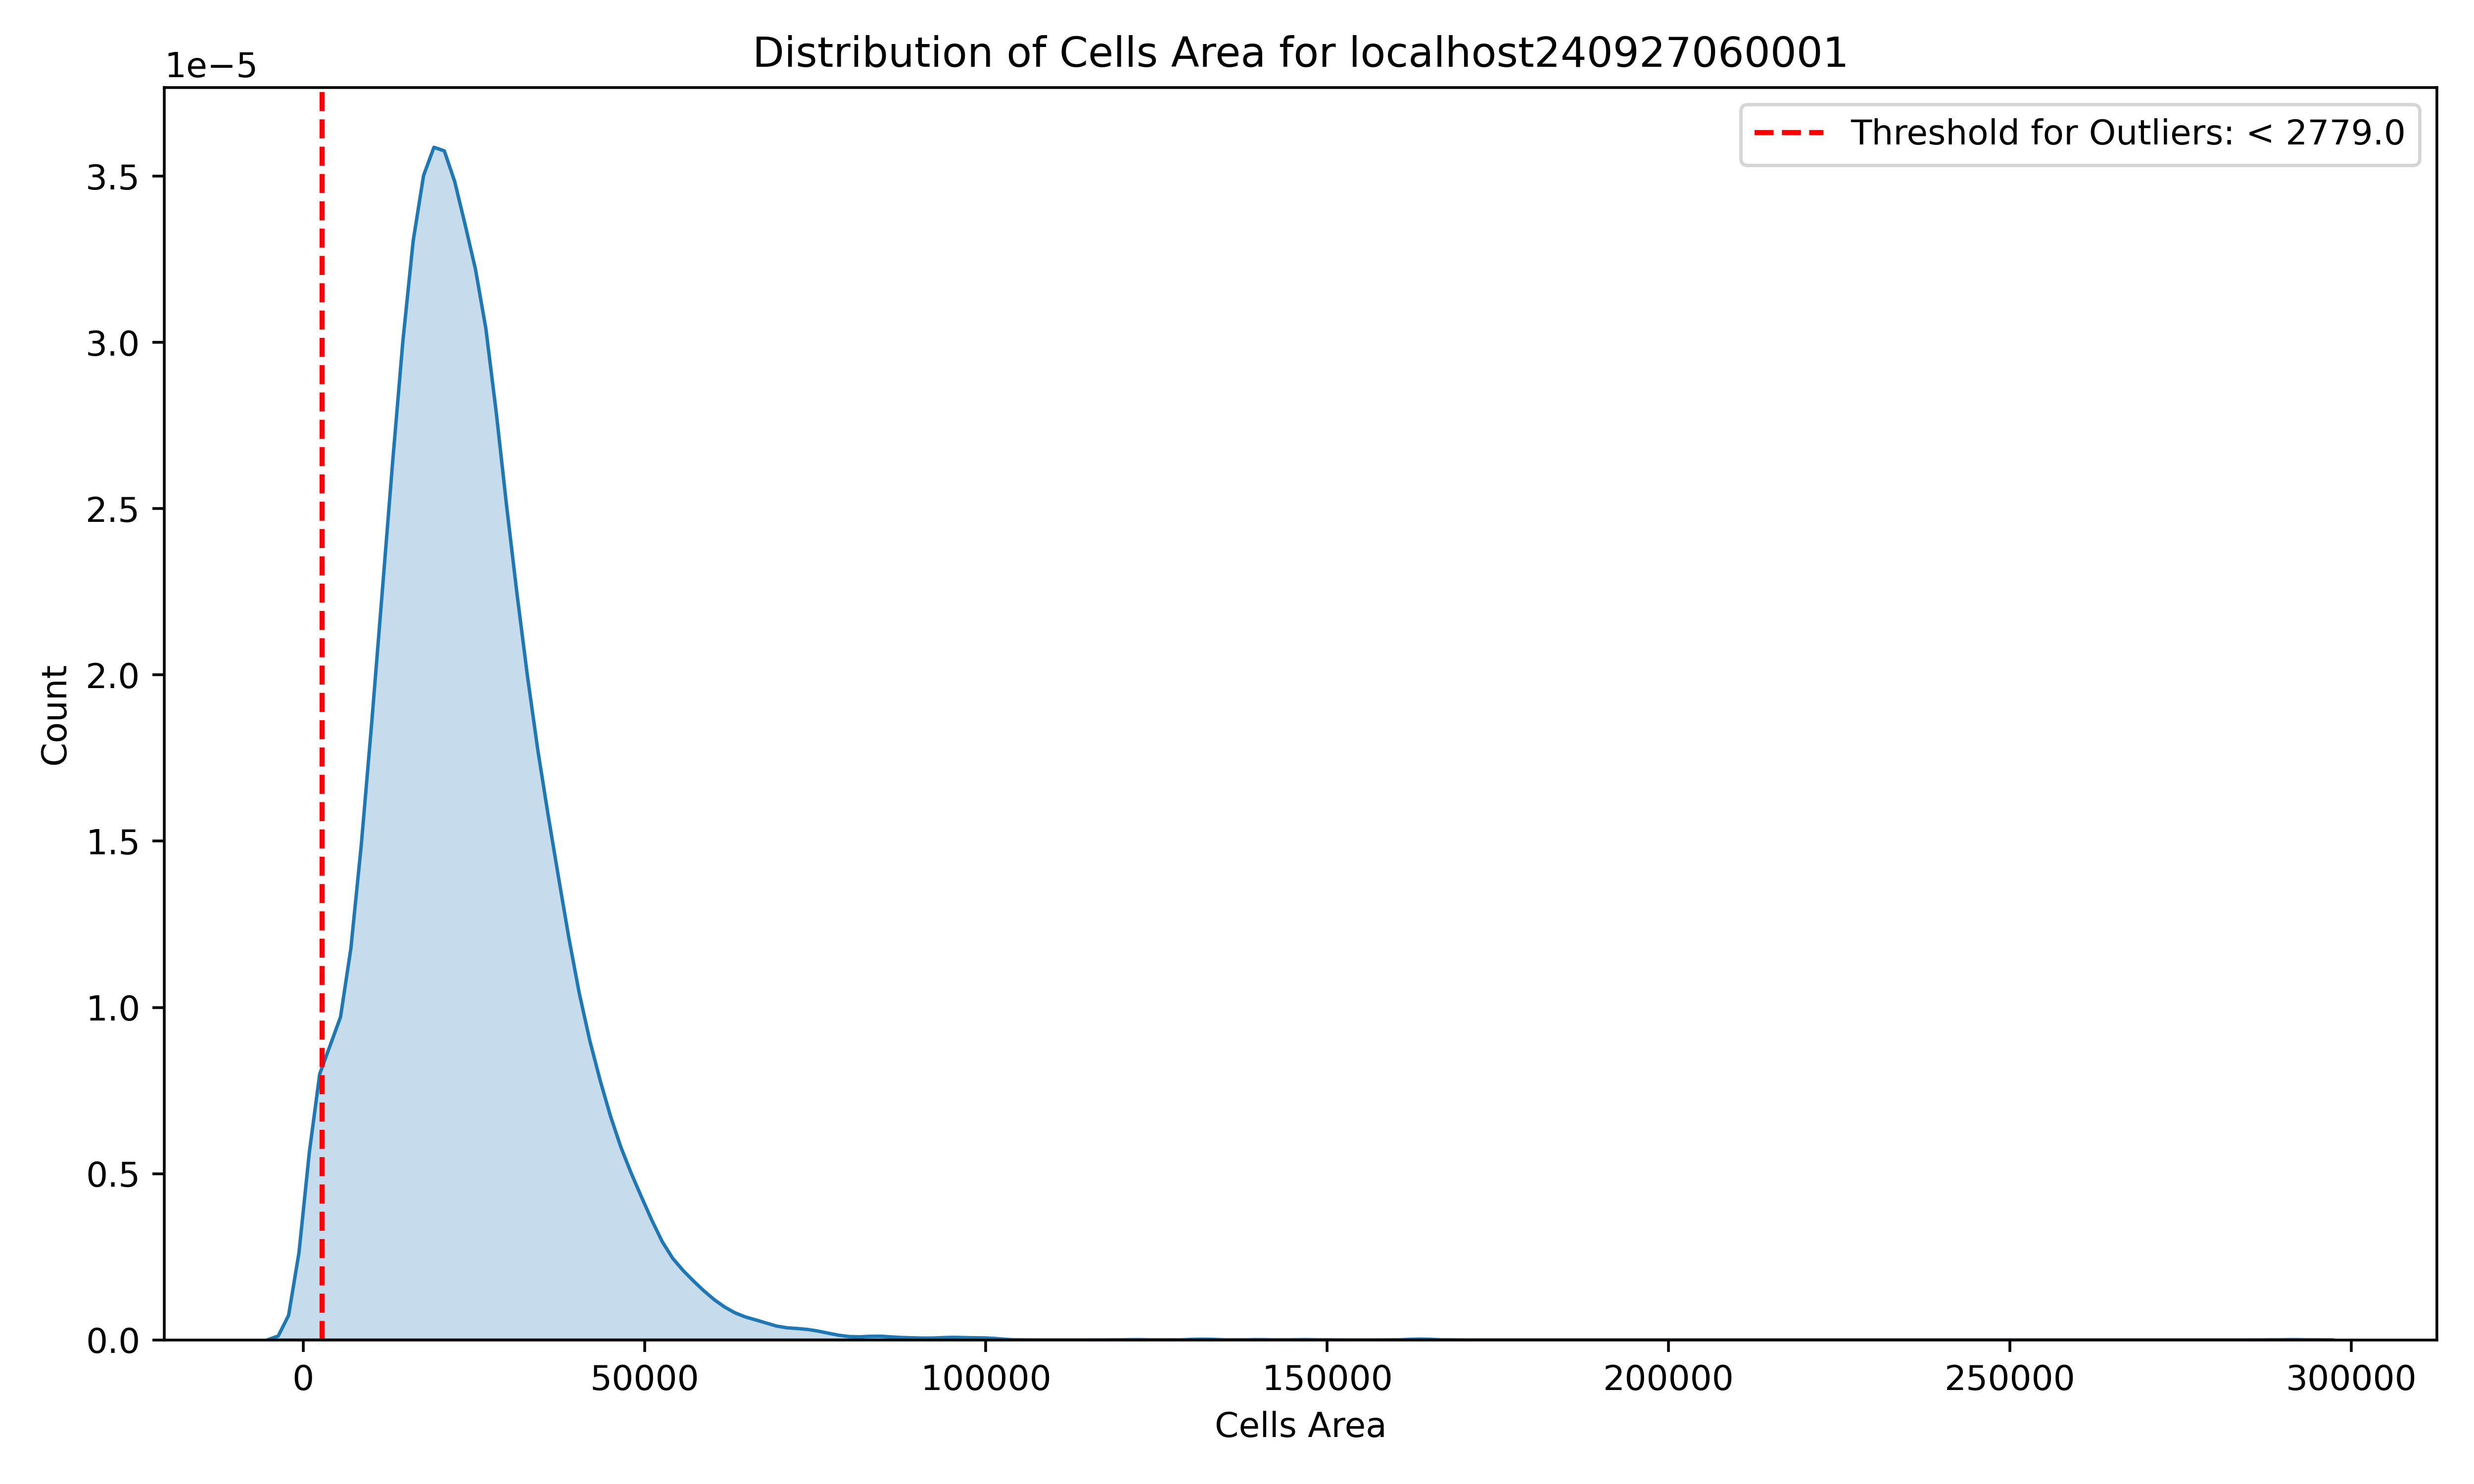 Distribution of Cells Area for localhost240927060001
1e−5
Threshold for Outliers: < 2779.0
3.5
3.0
2.5
2.0
1.5
1.0
0.5
0.0
Count
0 50000 100000 150000 200000 250000 300000
Cells Area